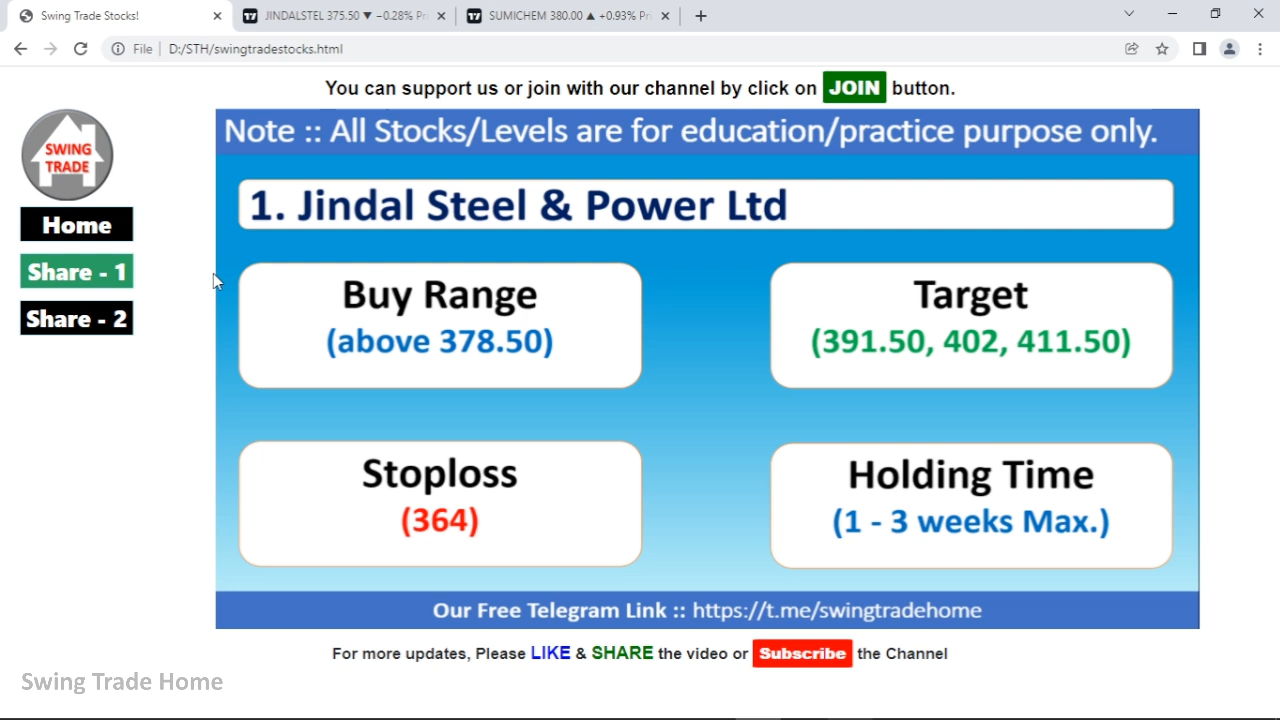 Swing Trade Stocks!
JINDALSTEL 375.50 ▼ −0.28% Pri
SUMICHEM 380.00 ▲ +0.93% Pri
File | D:/STH/swingtradestocks.html
You can support us or join with our channel by click on JOIN button.
SWING
TRADE
Home
Share - 1
Share - 2
Note :: All Stocks/Levels are for education/practice purpose only.
1. Jindal Steel & Power Ltd
Buy Range
(above 378.50)
Target
(391.50, 402, 411.50)
Stoploss
(364)
Holding Time
(1 - 3 weeks Max.)
Our Free Telegram Link :: https://t.me/swingtradehome
For more updates, Please LIKE & SHARE the video or Subscribe the Channel
Swing Trade Home